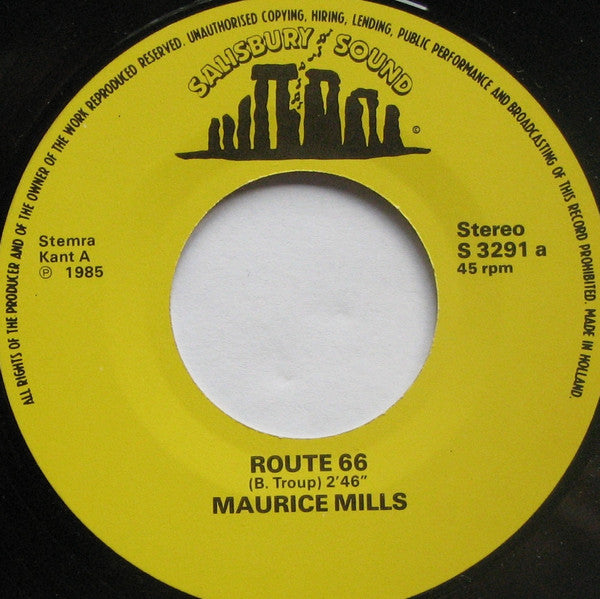 ALL RIGHTS OF THE PRODUCER AND OF THE OWNER OF THE WORK REPRODUCED RESERVED. UNAUTHORISED COPYING, HIRING, LENDING, PUBLIC PERFORMANCE AND BROADCASTING OF THIS RECORD PROHIBITED. MADE IN HOLLAND.
SALISBURY SOUND
©
Stemra
Kant A
℗ 1985
Stereo
S 3291 a
45 rpm
ROUTE 66
(B. Troup) 2'46"
MAURICE MILLS